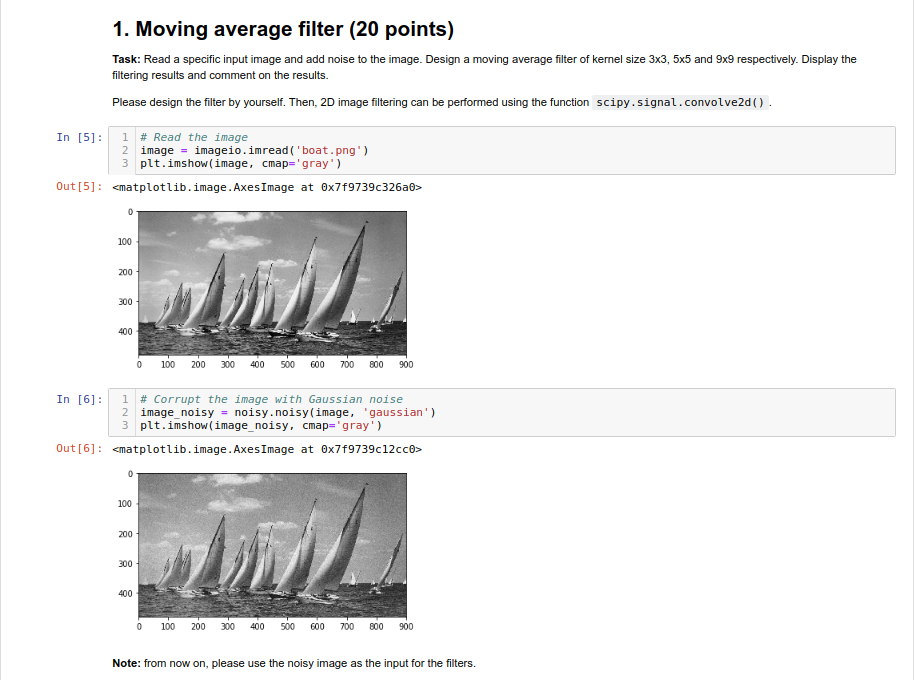 1. Moving average filter (20 points)
Task: Read a specific input image and add noise to the image. Design a moving average filter of kernel size 3x3, 5x5 and 9x9 respectively. Display the
filtering results and comment on the results.
Please design the filter by yourself. Then, 2D image filtering can be performed using the function scipy.signal.convolve2d() .
In [5]:
1 # Read the image
2 image = imageio.imread('boat.png')
3 plt.imshow(image, cmap='gray')
Out[5]: <matplotlib.image.AxesImage at 0x7f9739c326a0>
0
100
200
300
400
0 100 200 300 400 500 600 700 800 900
In [6]:
1 # Corrupt the image with Gaussian noise
2 image_noisy = noisy.noisy(image, 'gaussian')
3 plt.imshow(image_noisy, cmap='gray')
Out[6]: <matplotlib.image.AxesImage at 0x7f9739c12cc0>
0
100
200
300
400
0 100 200 300 400 500 600 700 800 900
Note: from now on, please use the noisy image as the input for the filters.